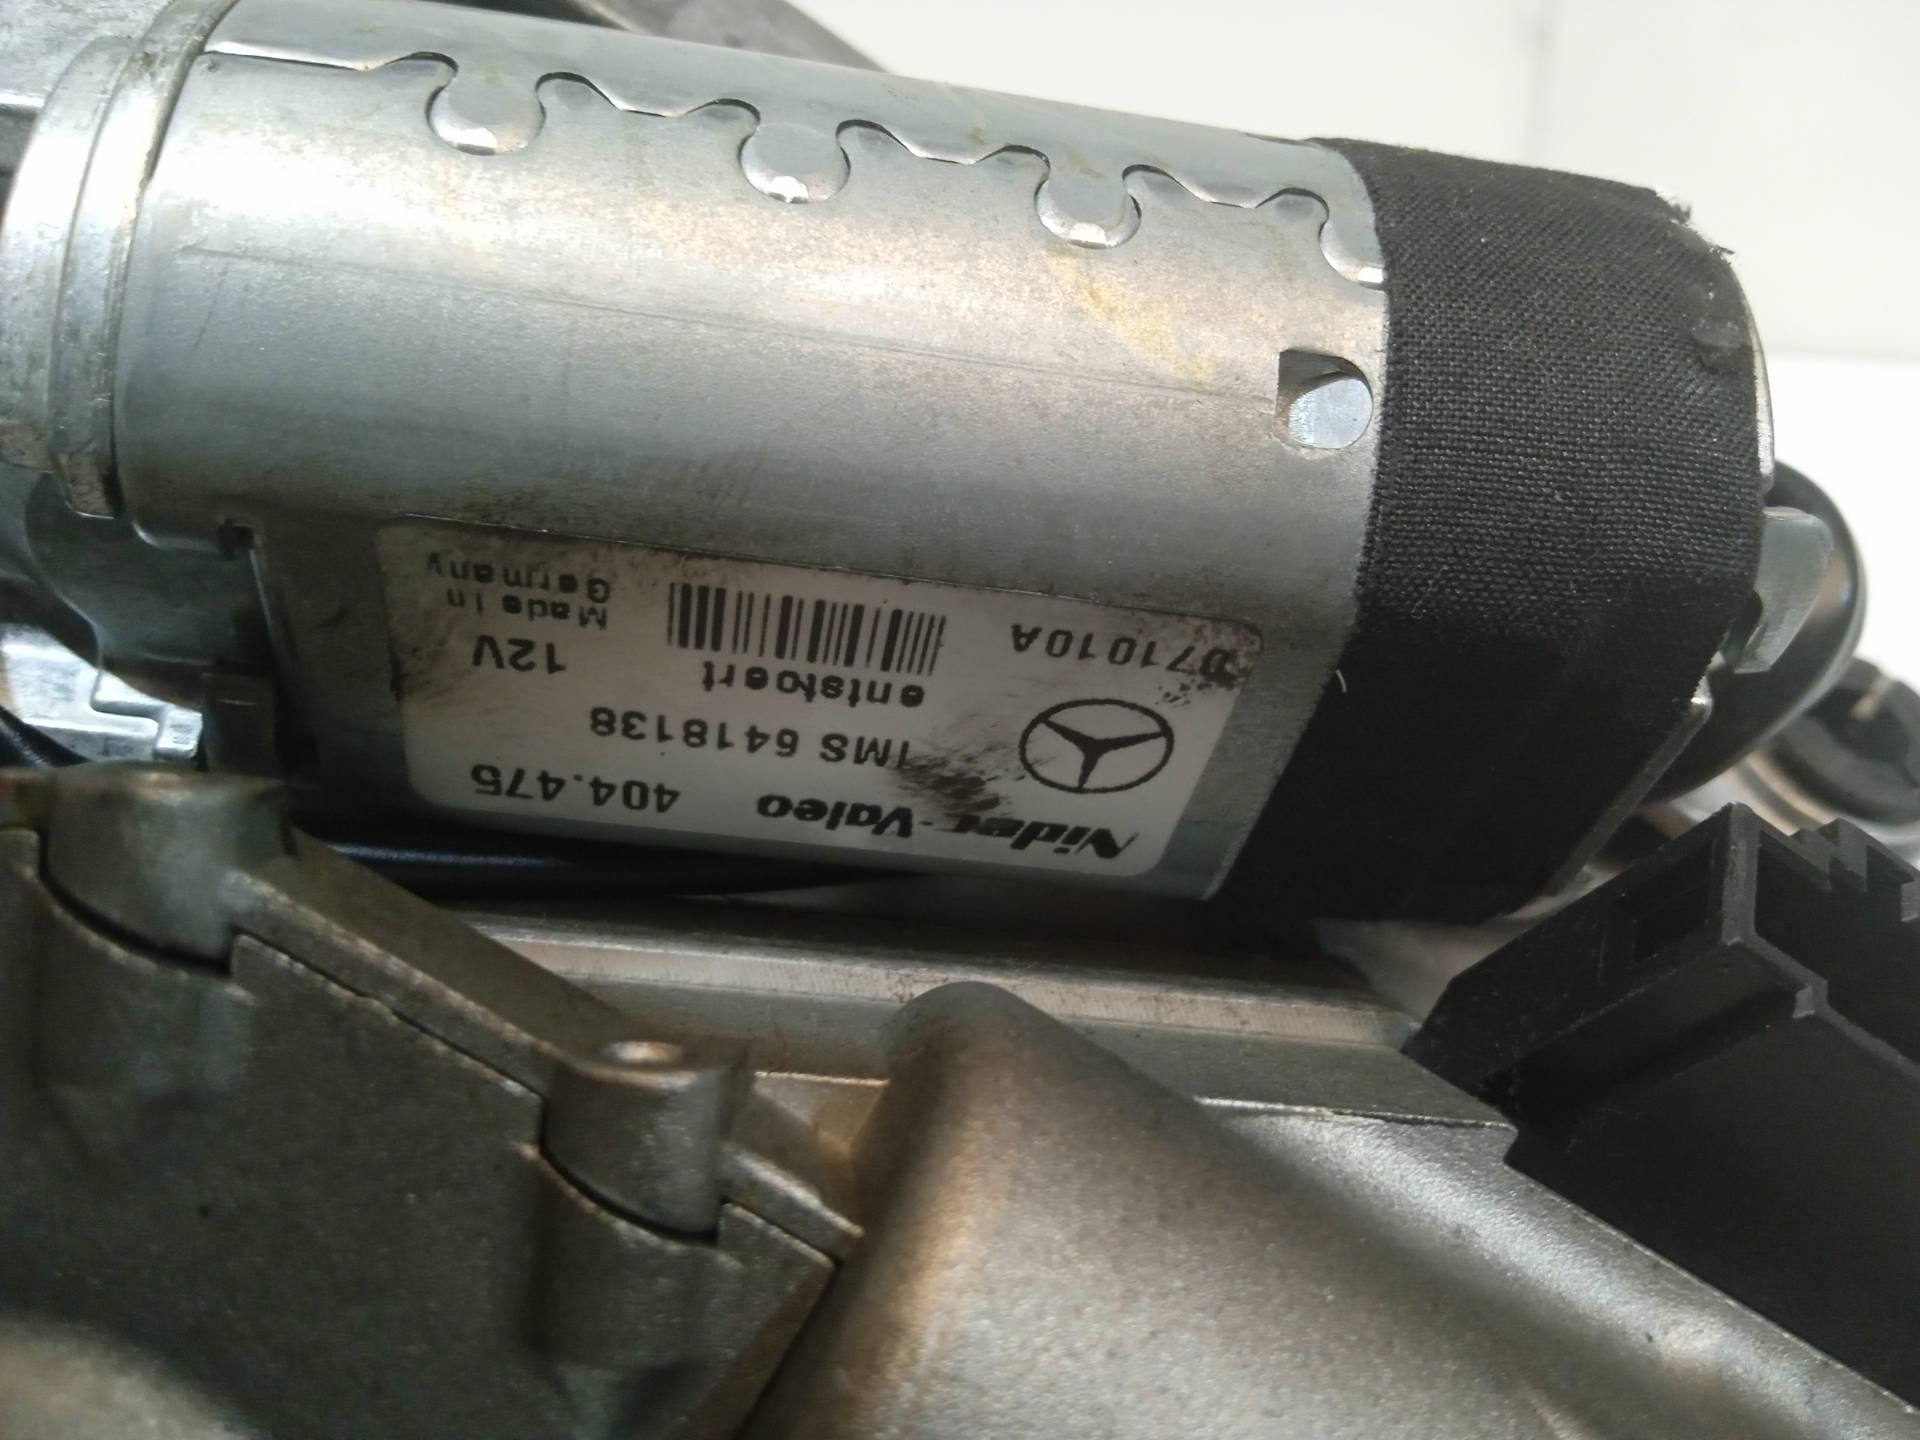 Nidec-Valeo 404.475
IMS 6418138
entstoert 12V
D71010A
Made in
Germany